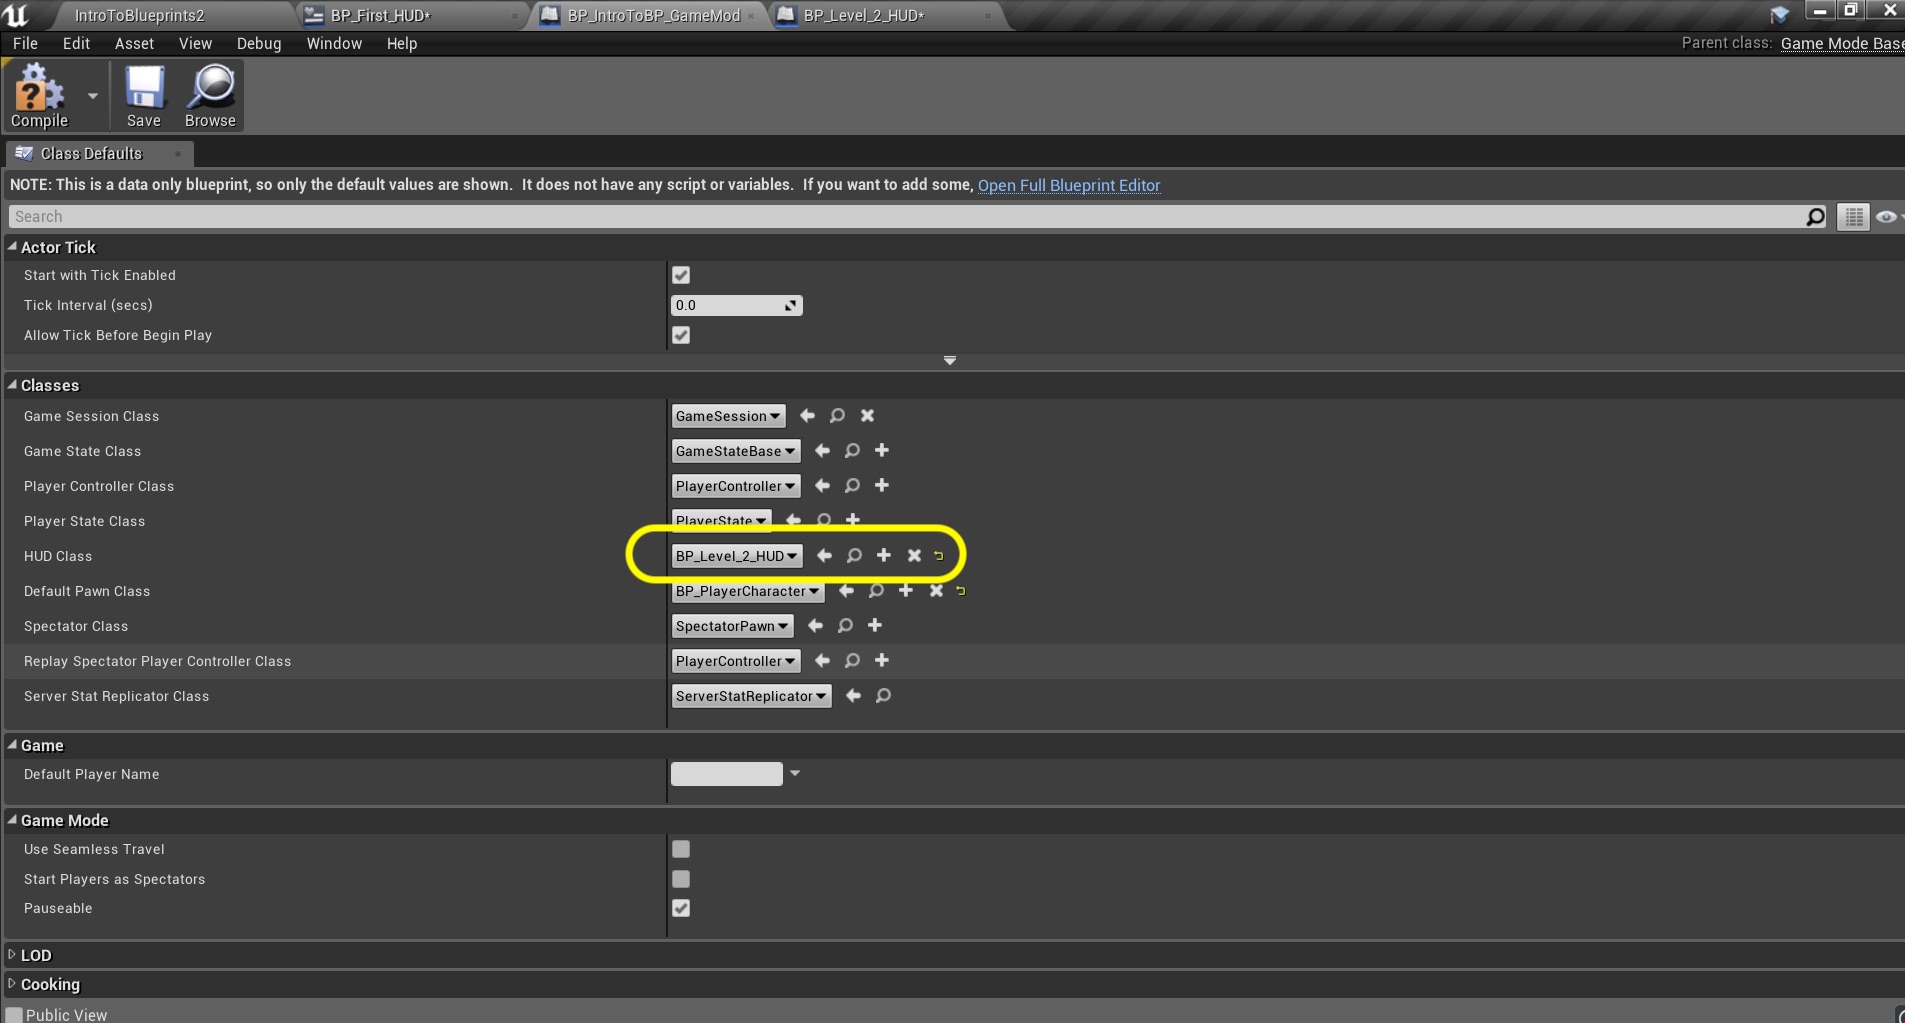 IntroToBlueprints2 BP_First_HUD* BP_IntroToBP_GameMod BP_Level_2_HUD*
File Edit Asset View Debug Window Help Parent class: Game Mode Base
Compile Save Browse
Class Defaults
NOTE: This is a data only blueprint, so only the default values are shown. It does not have any script or variables. If you want to add some, Open Full Blueprint Editor
Search
Actor Tick
Start with Tick Enabled
Tick Interval (secs) 0.0
Allow Tick Before Begin Play
Classes
Game Session Class GameSession
Game State Class GameStateBase
Player Controller Class PlayerController
Player State Class PlayerState
HUD Class BP_Level_2_HUD
Default Pawn Class BP_PlayerCharacter
Spectator Class SpectatorPawn
Replay Spectator Player Controller Class PlayerController
Server Stat Replicator Class ServerStatReplicator
Game
Default Player Name
Game Mode
Use Seamless Travel
Start Players as Spectators
Pauseable
LOD
Cooking
Public View